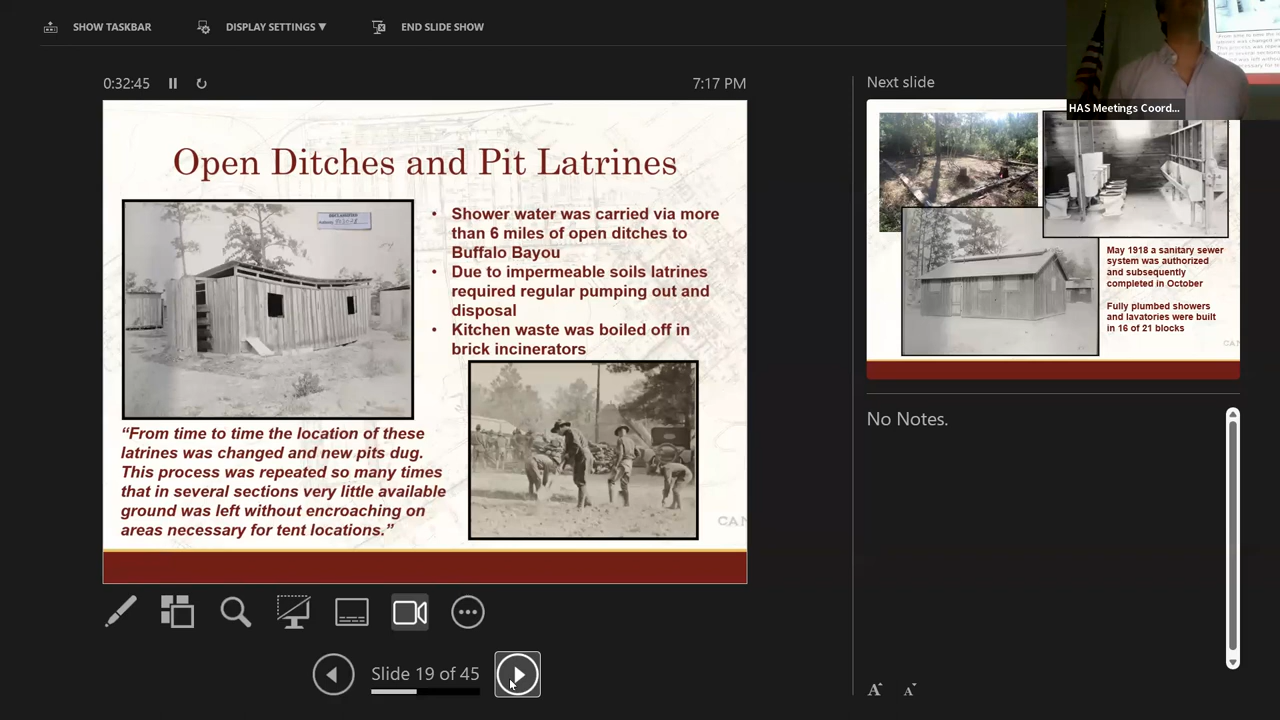 SHOW TASKBAR
DISPLAY SETTINGS ▼
END SLIDE SHOW
0:32:45
7:17 PM
Open Ditches and Pit Latrines
DECLASSIFIED
• Shower water was carried via more
than 6 miles of open ditches to
Buffalo Bayou
• Due to impermeable soils latrines
required regular pumping out and
disposal
• Kitchen waste was boiled off in
brick incinerators
“From time to time the location of these
latrines was changed and new pits dug.
This process was repeated so many times
that in several sections very little available
ground was left without encroaching on
areas necessary for tent locations.”
CAN
Slide 19 of 45
Next slide
HAS Meetings Coord...
May 1918 a sanitary sewer
system was authorized
and subsequently
completed in October
Fully plumbed showers
and lavatories were built
in 16 of 21 blocks
No Notes.
A A